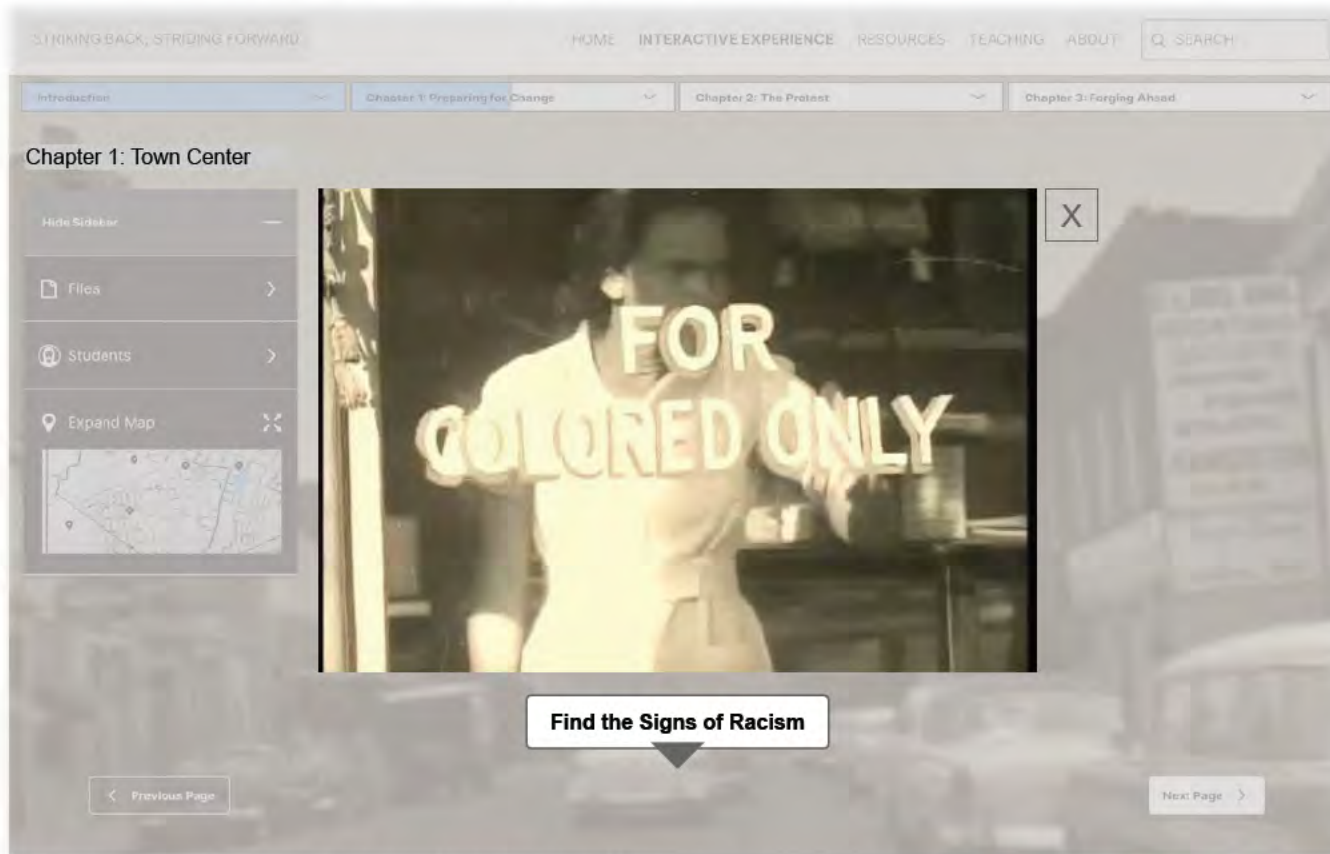 STRIKING BACK, STRIDING FORWARD
HOME INTERACTIVE EXPERIENCE RESOURCES TEACHING ABOUT SEARCH
Introduction
Chapter 1: Preparing for Change
Chapter 2: The Protest
Chapter 3: Forging Ahead
Chapter 1: Town Center
Hide Sidebar
Files
Students
Expand Map
FOR
COLORED ONLY
X
Find the Signs of Racism
Previous Page
Next Page